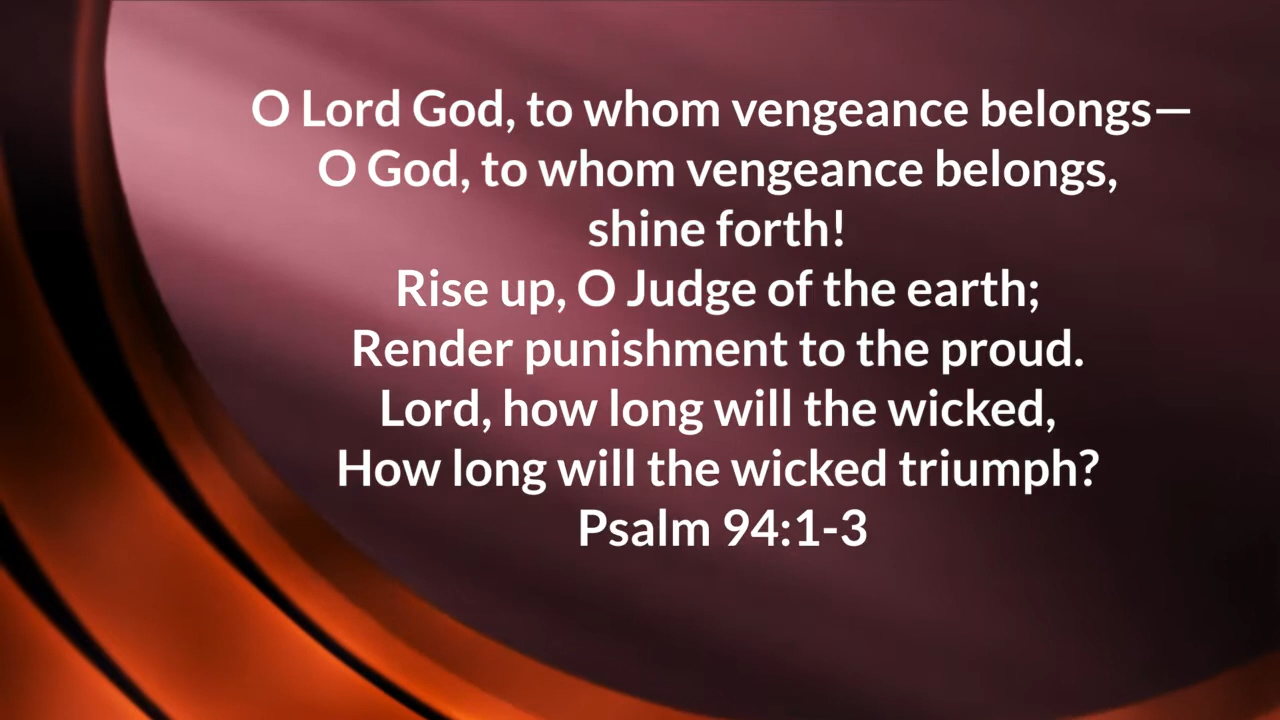 O Lord God, to whom vengeance belongs—
O God, to whom vengeance belongs,
shine forth!
Rise up, O Judge of the earth;
Render punishment to the proud.
Lord, how long will the wicked,
How long will the wicked triumph?
Psalm 94:1-3